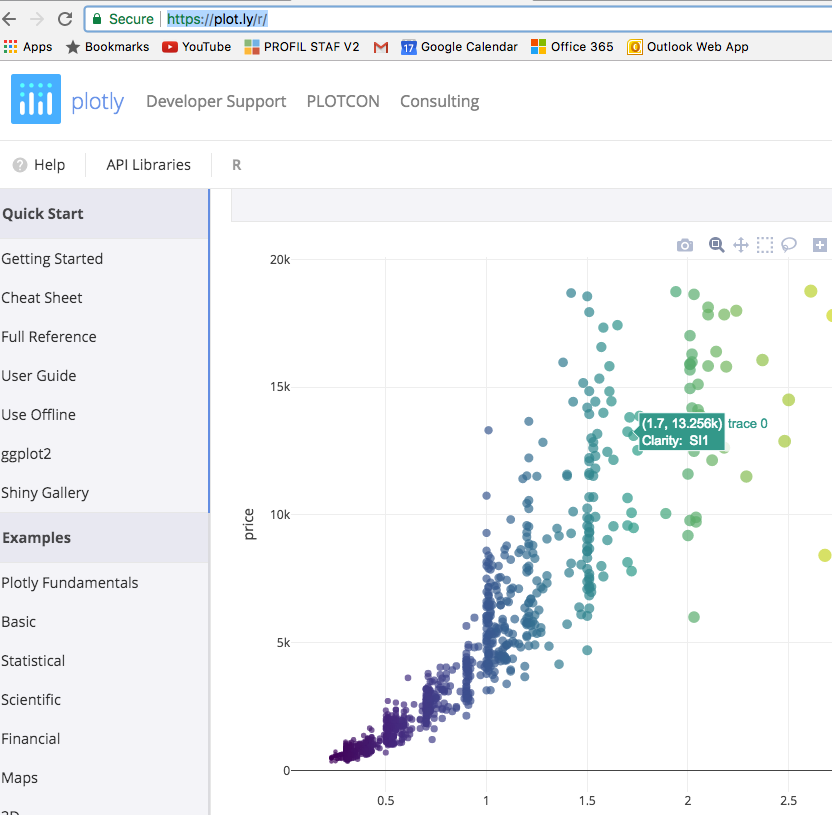 Secure https://plot.ly/r/
Apps Bookmarks YouTube PROFIL STAF V2 Google Calendar Office 365 Outlook Web App
plotly Developer Support PLOTCON Consulting
? Help API Libraries R
Quick Start
Getting Started
Cheat Sheet
Full Reference
User Guide
Use Offline
ggplot2
Shiny Gallery
Examples
Plotly Fundamentals
Basic
Statistical
Scientific
Financial
Maps
20k
15k
(1.7, 13.256k) trace 0
Clarity: SI1
10k
price
5k
0
0.5 1 1.5 2 2.5